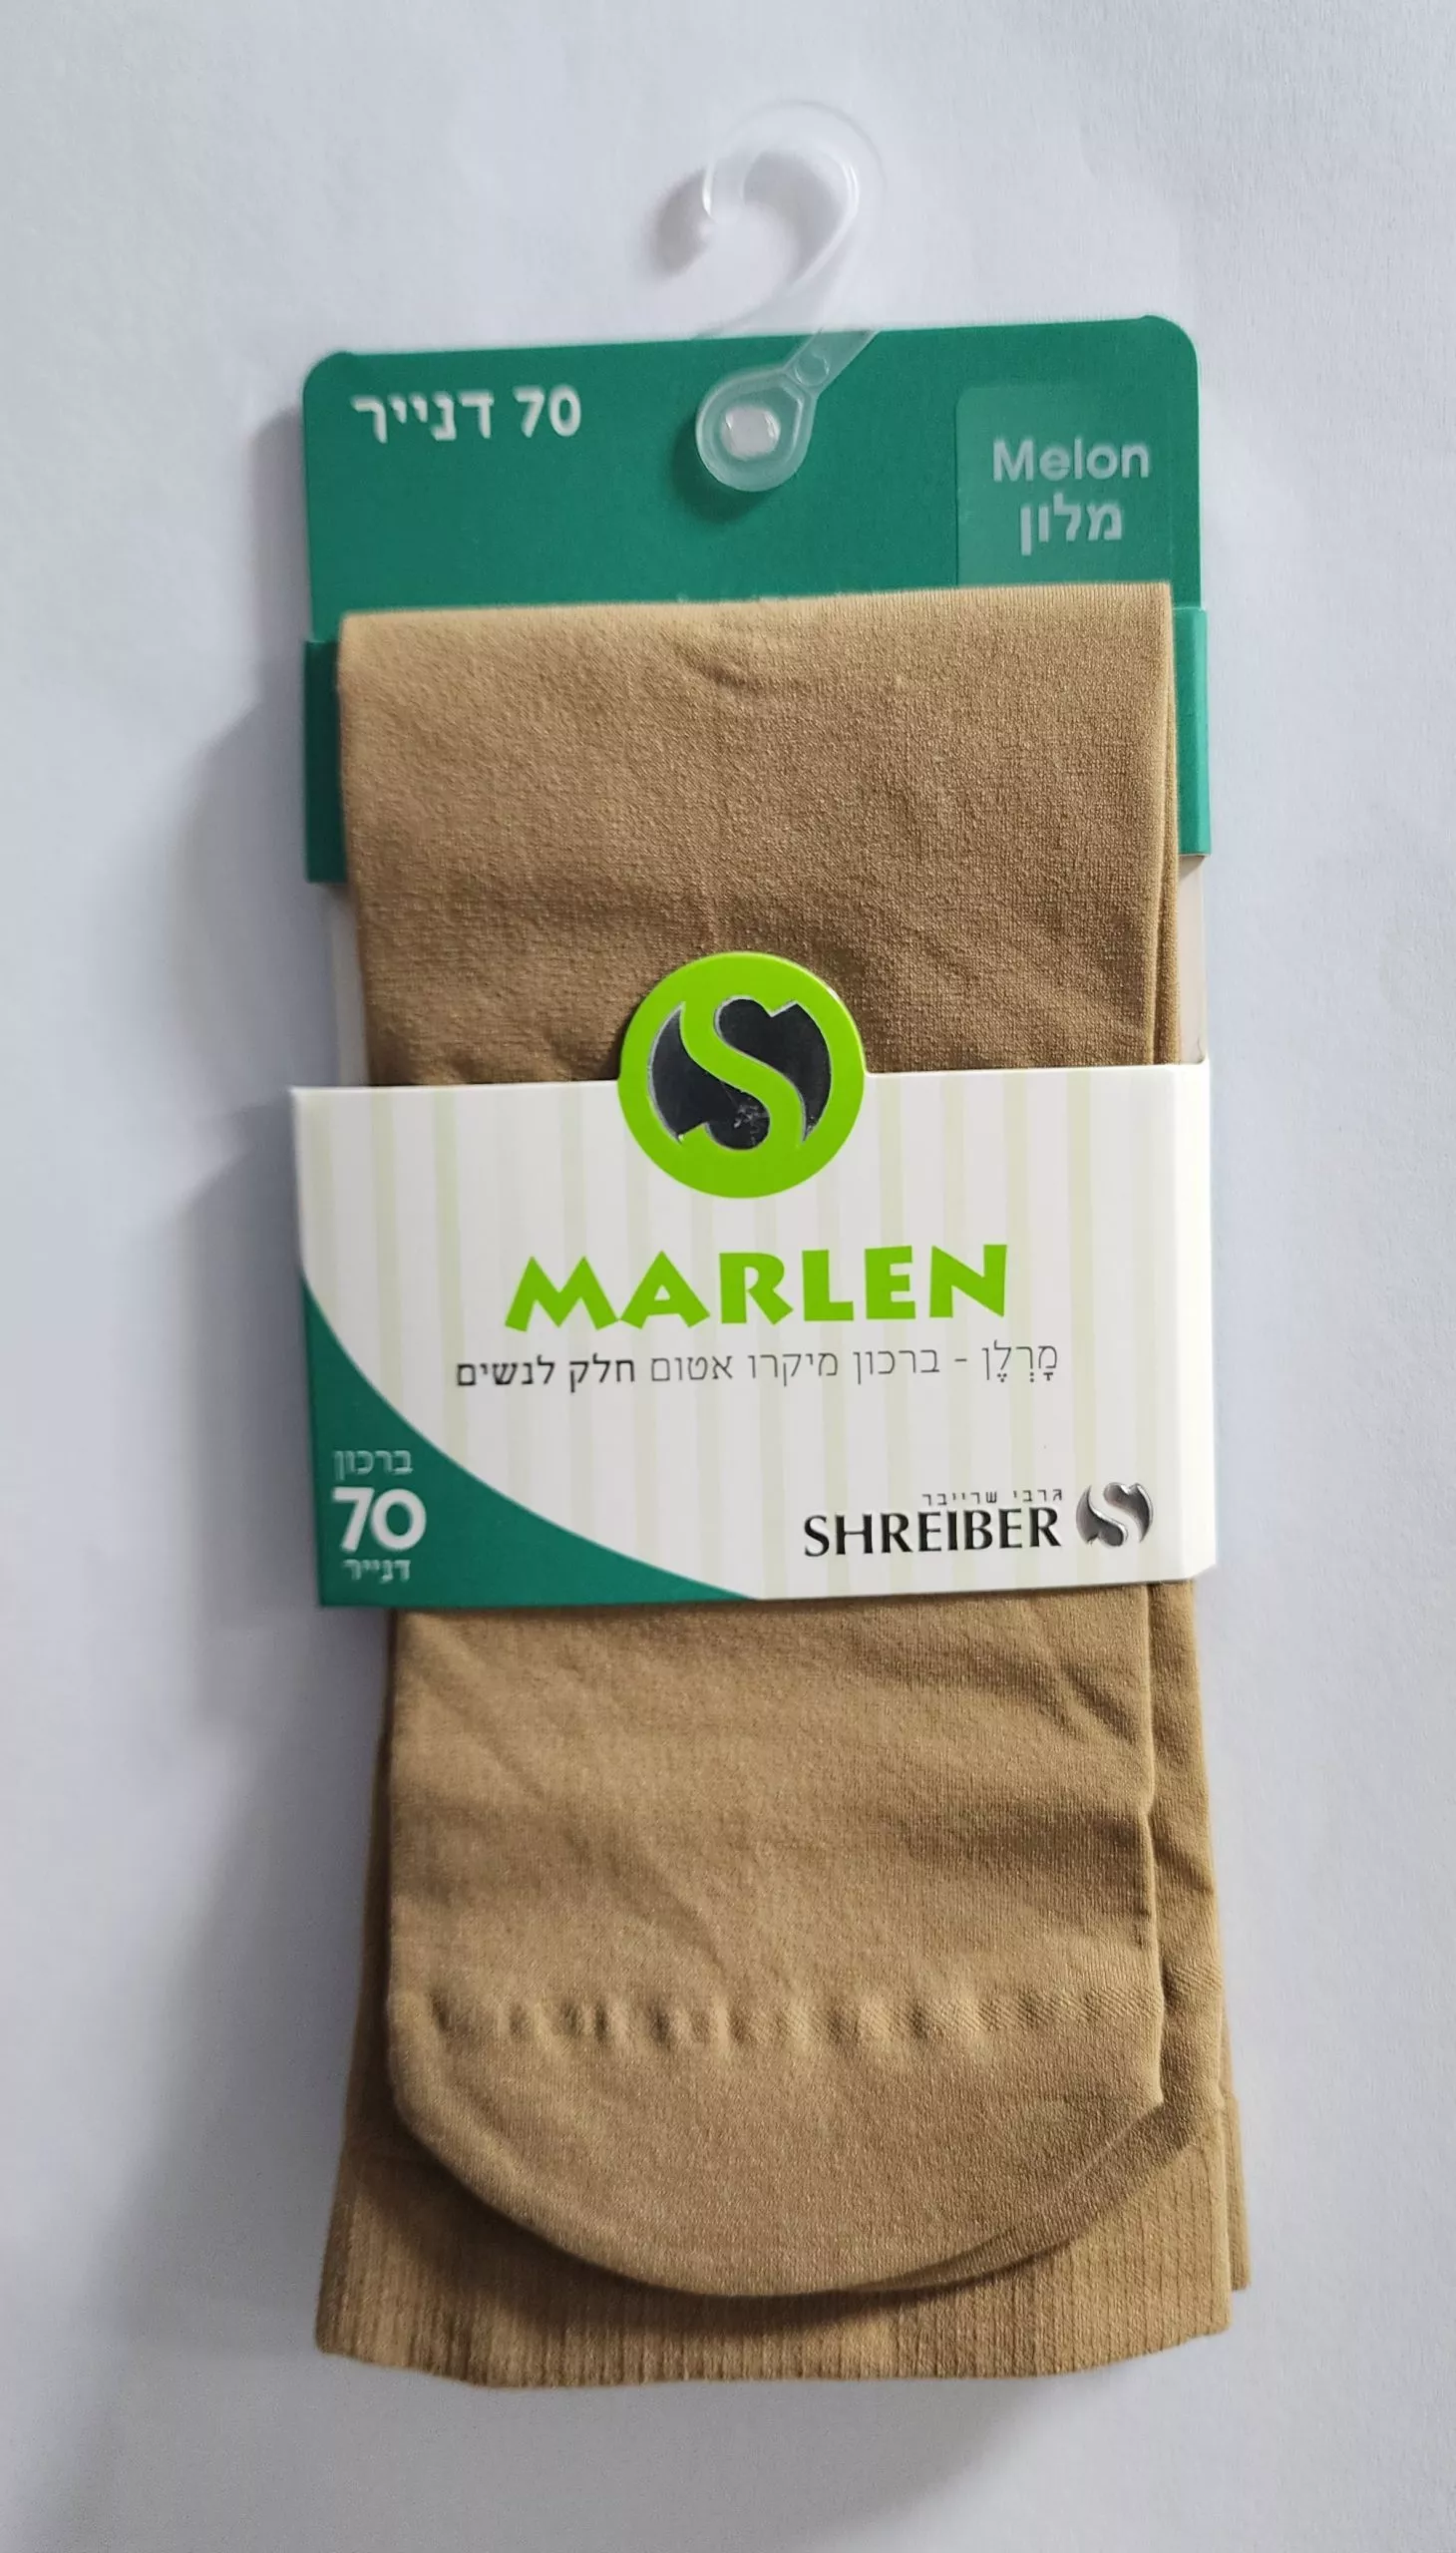 70 דנייר
Melon
מלון
MARLEN
מָרְלֶן - ברכון מיקרו אטום חלק לנשים
ברכון
70
דנייר
גרבי שרייבר
SHREIBER